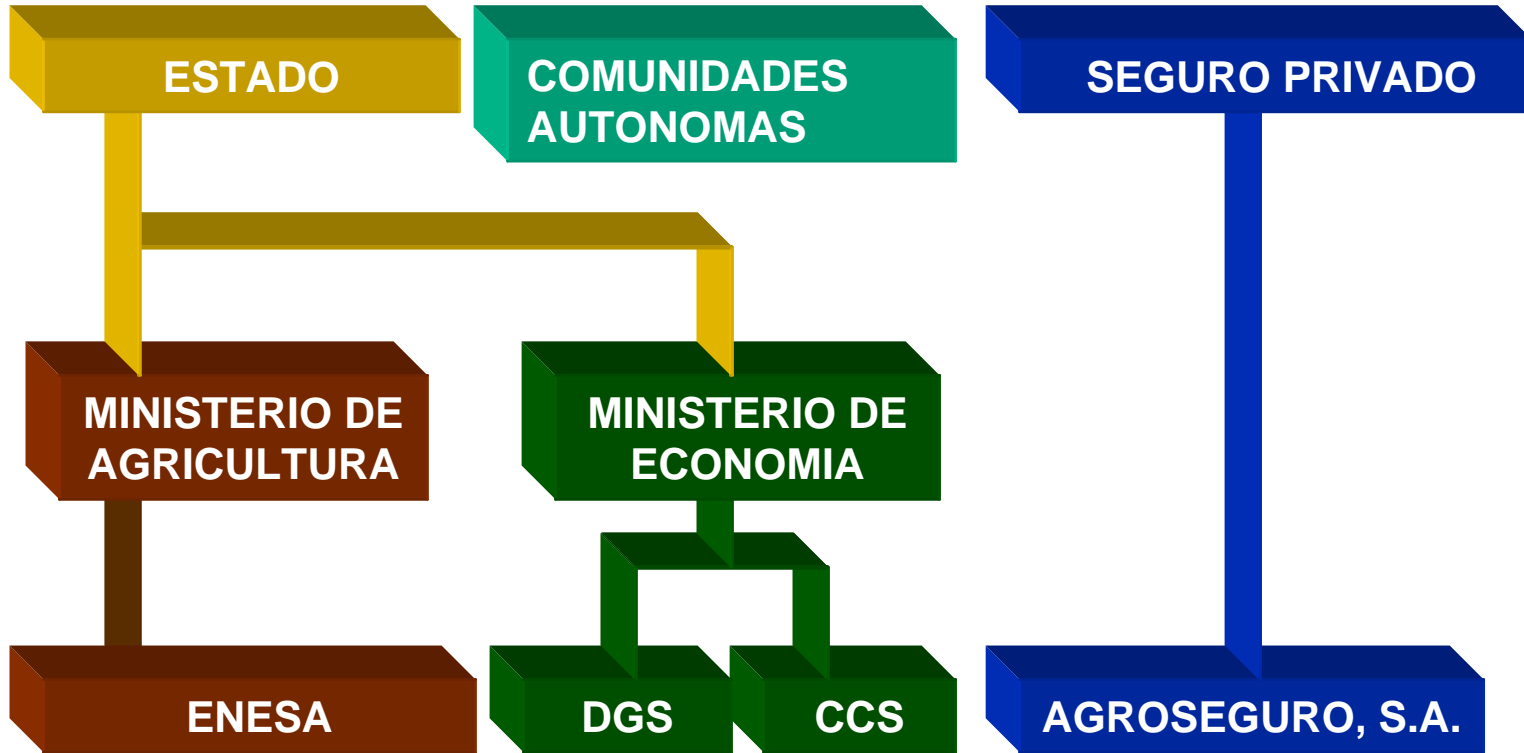 ESTADO
COMUNIDADES
AUTONOMAS
SEGURO PRIVADO
MINISTERIO DE
AGRICULTURA
MINISTERIO DE
ECONOMIA
ENESA
DGS
CCS
AGROSEGURO, S.A.